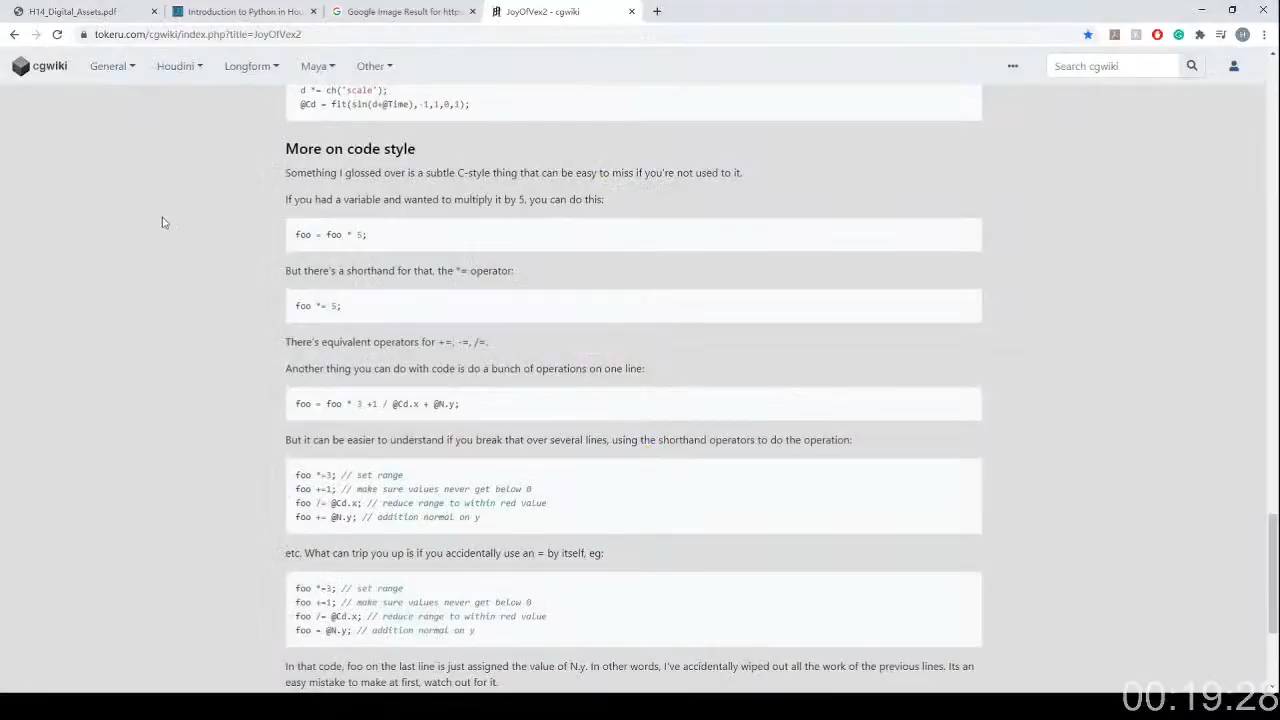 H14_Digital_Assets.pdf
Introduction to Python in Hou
Google Image Result for https:
JoyOfVex2 - cgwiki
tokeru.com/cgwiki/index.php?title=JoyOfVex2
cgwiki General Houdini Longform Maya Other Search cgwiki
d *= ch('scale');
@Cd = fit(sin(d+@Time),-1,1,0,1);
More on code style
Something I glossed over is a subtle C-style thing that can be easy to miss if you're not used to it.
If you had a variable and wanted to multiply it by 5, you can do this:
foo = foo * 5;
But there's a shorthand for that, the *= operator:
foo *= 5;
There's equivalent operators for +=, -=, /=.
Another thing you can do with code is do a bunch of operations on one line:
foo = foo * 3 +1 / @Cd.x + @N.y;
But it can be easier to understand if you break that over several lines, using the shorthand operators to do the operation:
foo *=3; // set range
foo +=1; // make sure values never get below 0
foo /= @Cd.x; // reduce range to within red value
foo += @N.y; // addition normal on y
etc. What can trip you up is if you accidentally use an = by itself, eg:
foo *=3; // set range
foo +=1; // make sure values never get below 0
foo /= @Cd.x; // reduce range to within red value
foo = @N.y; // addition normal on y
In that code, foo on the last line is just assigned the value of N.y. In other words, I've accidentally wiped out all the work of the previous lines. Its an
easy mistake to make at first, watch out for it.
00:19:28